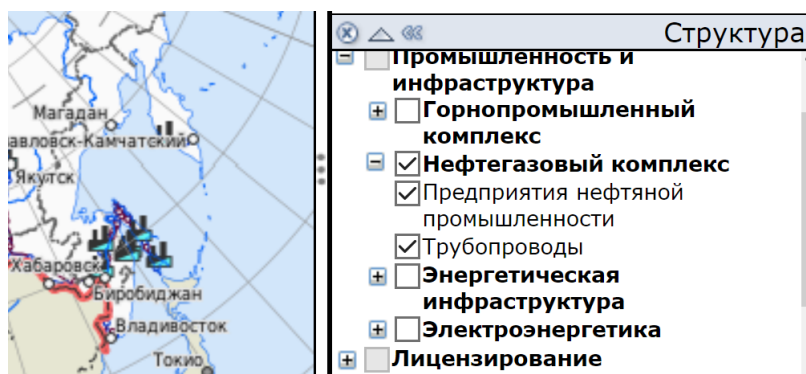 Магадан
авловск-Камчатский
Якутск
Хабаровск
Биробиджан
Владивосток
Токио
Структура
Промышленность и
инфраструктура
Горнопромышленный
комплекс
Нефтегазовый комплекс
Предприятия нефтяной
промышленности
Трубопроводы
Энергетическая
инфраструктура
Электроэнергетика
Лицензирование